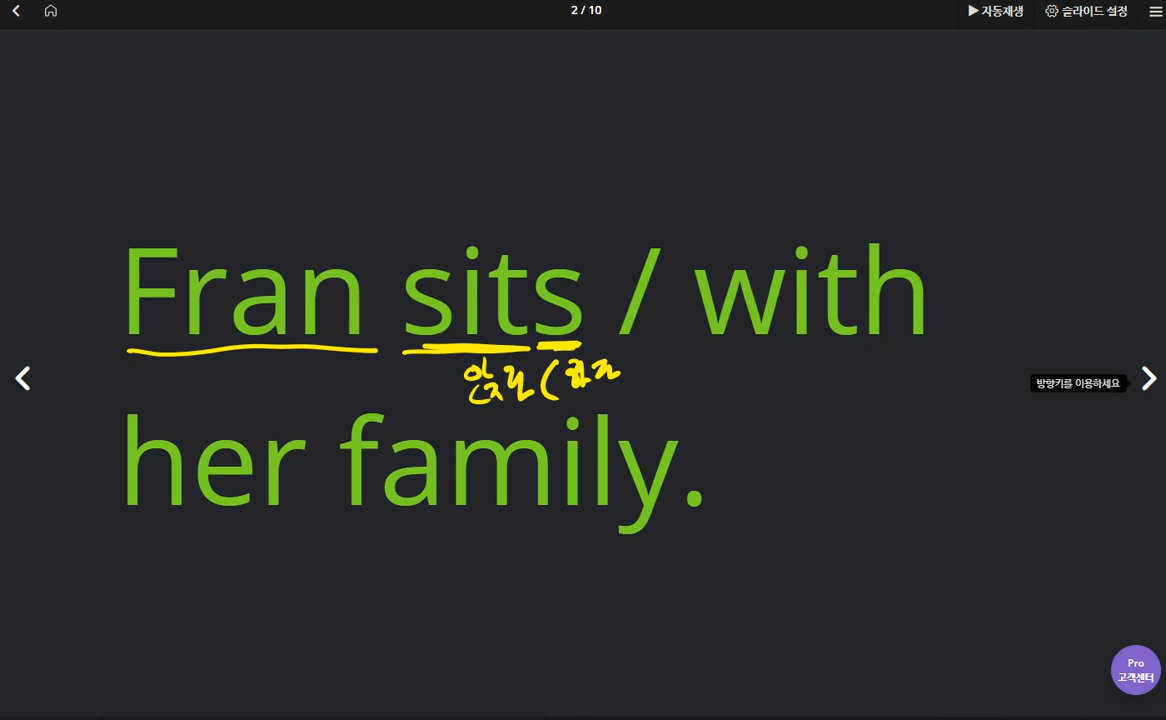 2 / 10
▶ 자동재생
슬라이드 설정
Fran sits / with
her family.
방향키를 이용하세요
Pro
고객센터